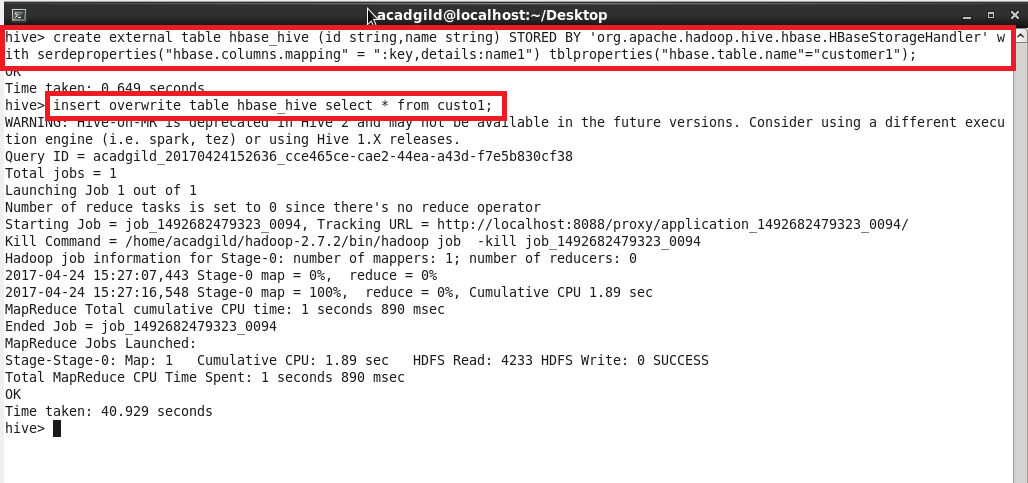 acadgild@localhost:~/Desktop
hive> create external table hbase_hive (id string,name string) STORED BY 'org.apache.hadoop.hive.hbase.HBaseStorageHandler' w
ith serdeproperties("hbase.columns.mapping" = ":key,details:name1") tblproperties("hbase.table.name"="customer1");
OK
Time taken: 0.649 seconds
hive> insert overwrite table hbase_hive select * from custo1;
WARNING: Hive-on-MR is deprecated in Hive 2 and may not be available in the future versions. Consider using a different execu
tion engine (i.e. spark, tez) or using Hive 1.X releases.
Query ID = acadgild_20170424152636_cce465ce-cae2-44ea-a43d-f7e5b830cf38
Total jobs = 1
Launching Job 1 out of 1
Number of reduce tasks is set to 0 since there's no reduce operator
Starting Job = job_1492682479323_0094, Tracking URL = http://localhost:8088/proxy/application_1492682479323_0094/
Kill Command = /home/acadgild/hadoop-2.7.2/bin/hadoop job  -kill job_1492682479323_0094
Hadoop job information for Stage-0: number of mappers: 1; number of reducers: 0
2017-04-24 15:27:07,443 Stage-0 map = 0%,  reduce = 0%
2017-04-24 15:27:16,548 Stage-0 map = 100%,  reduce = 0%, Cumulative CPU 1.89 sec
MapReduce Total cumulative CPU time: 1 seconds 890 msec
Ended Job = job_1492682479323_0094
MapReduce Jobs Launched:
Stage-Stage-0: Map: 1   Cumulative CPU: 1.89 sec   HDFS Read: 4233 HDFS Write: 0 SUCCESS
Total MapReduce CPU Time Spent: 1 seconds 890 msec
OK
Time taken: 40.929 seconds
hive>